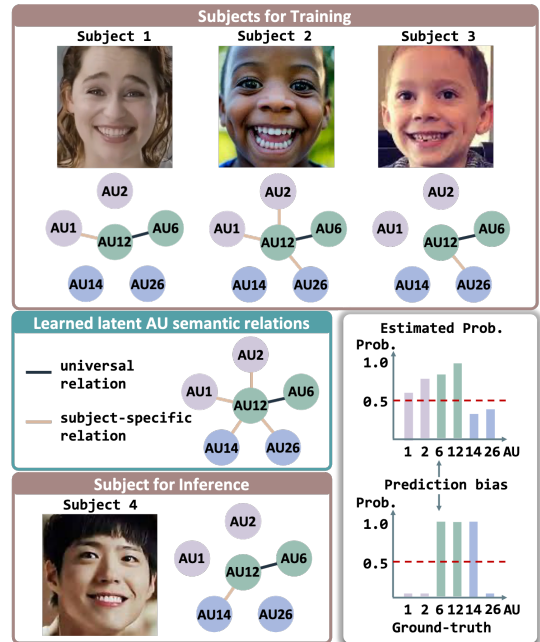 Subjects for Training
Subject 1 Subject 2 Subject 3
AU2 AU2 AU2
AU1 AU6 AU1 AU6 AU1 AU6
AU12 AU12 AU12
AU14 AU26 AU14 AU26 AU14 AU26
Learned latent AU semantic relations
universal
relation
subject-specific
relation
AU2
AU1 AU6
AU12
AU14 AU26
Subject for Inference
Subject 4
AU2
AU1 AU6
AU12
AU14 AU26
Estimated Prob.
Prob.
1.0
0.5
1 2 6 12 14 26 AU
Prediction bias
Prob.
1.0
0.5
1 2 6 12 14 26 AU
Ground-truth